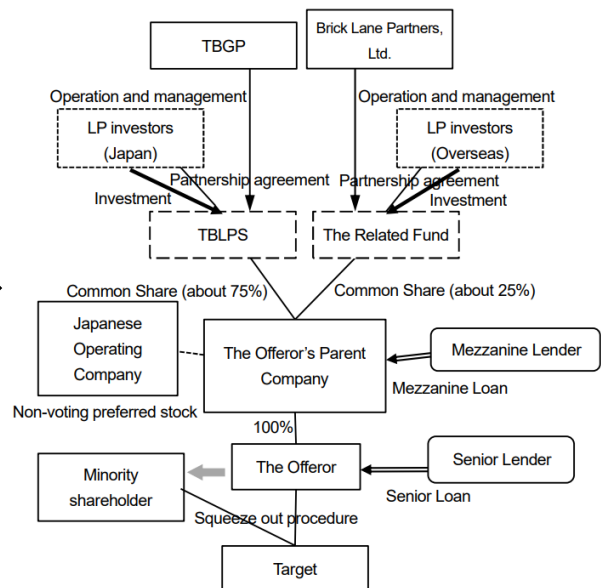 TBGP
Brick Lane Partners,
Ltd.
Operation and management
Operation and management
LP investors
(Japan)
LP investors
(Overseas)
Partnership agreement
Partnership agreement
Investment
Investment
TBLPS
The Related Fund
Common Share (about 75%)
Common Share (about 25%)
Japanese
Operating
Company
The Offeror's Parent
Company
Mezzanine Lender
Mezzanine Loan
Non-voting preferred stock
100%
Minority
shareholder
The Offeror
Senior Lender
Senior Loan
Squeeze out procedure
Target